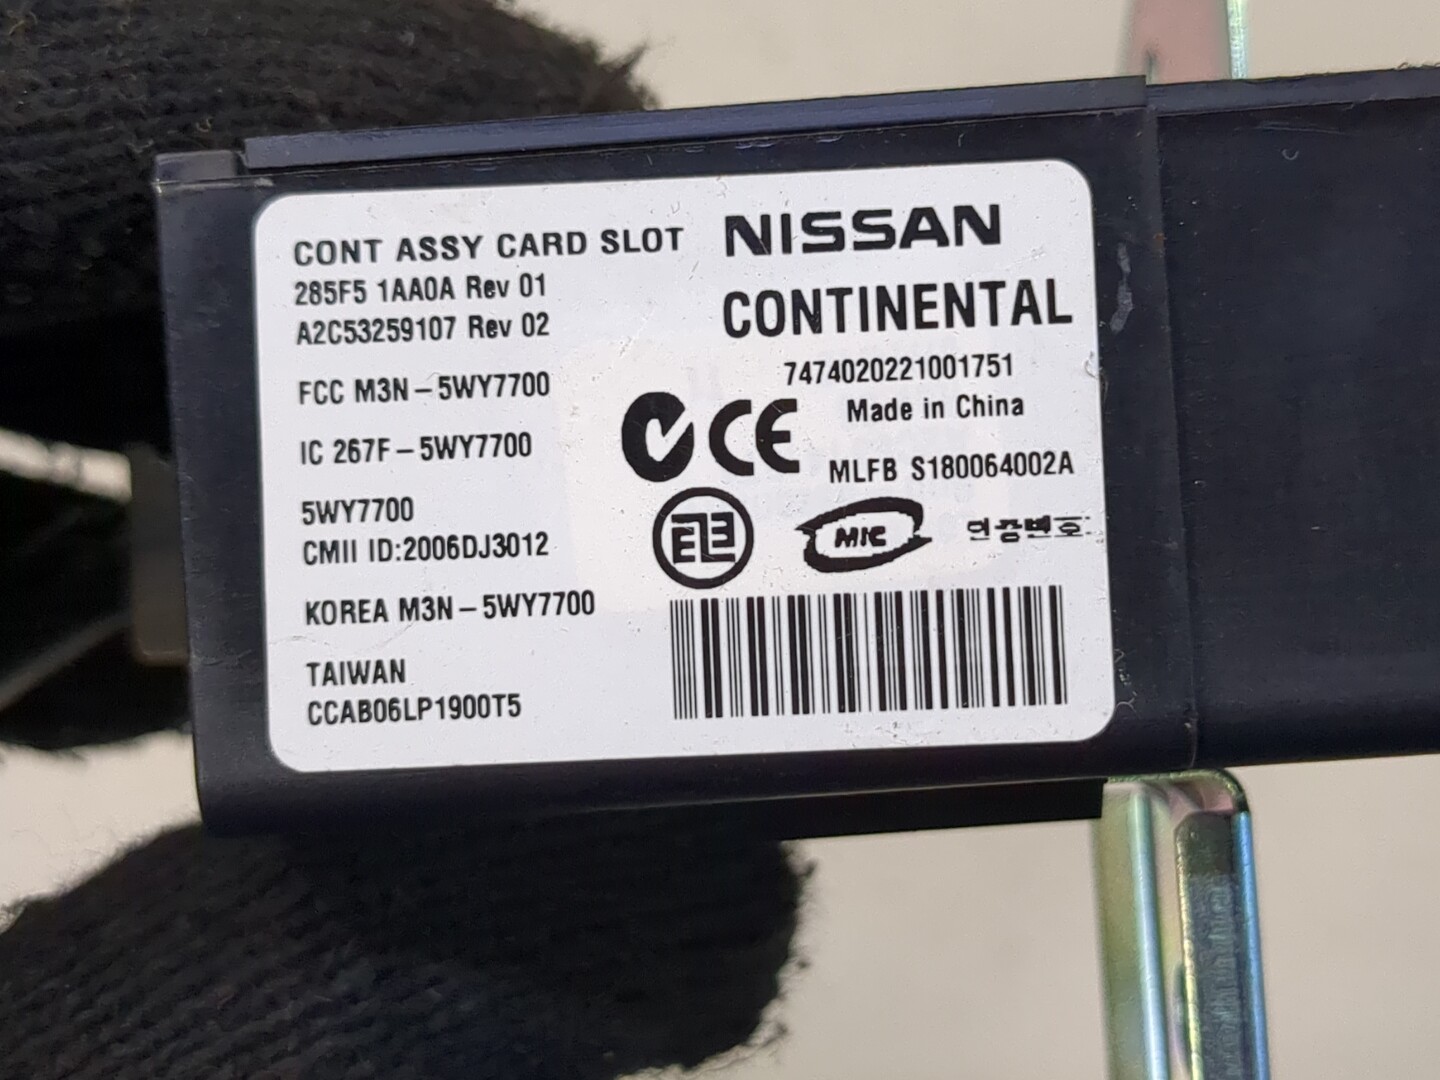 CONT ASSY CARD SLOT
285F5 1AA0A Rev 01
A2C53259107 Rev 02
FCC M3N-5WY7700
IC 267F-5WY7700
5WY7700
CMII ID:2006DJ3012
KOREA M3N-5WY7700
TAIWAN
CCAB06LP1900T5
NISSAN
CONTINENTAL
7474020221001751
Made in China
CE
MLFB S180064002A
MIC
인증번호: